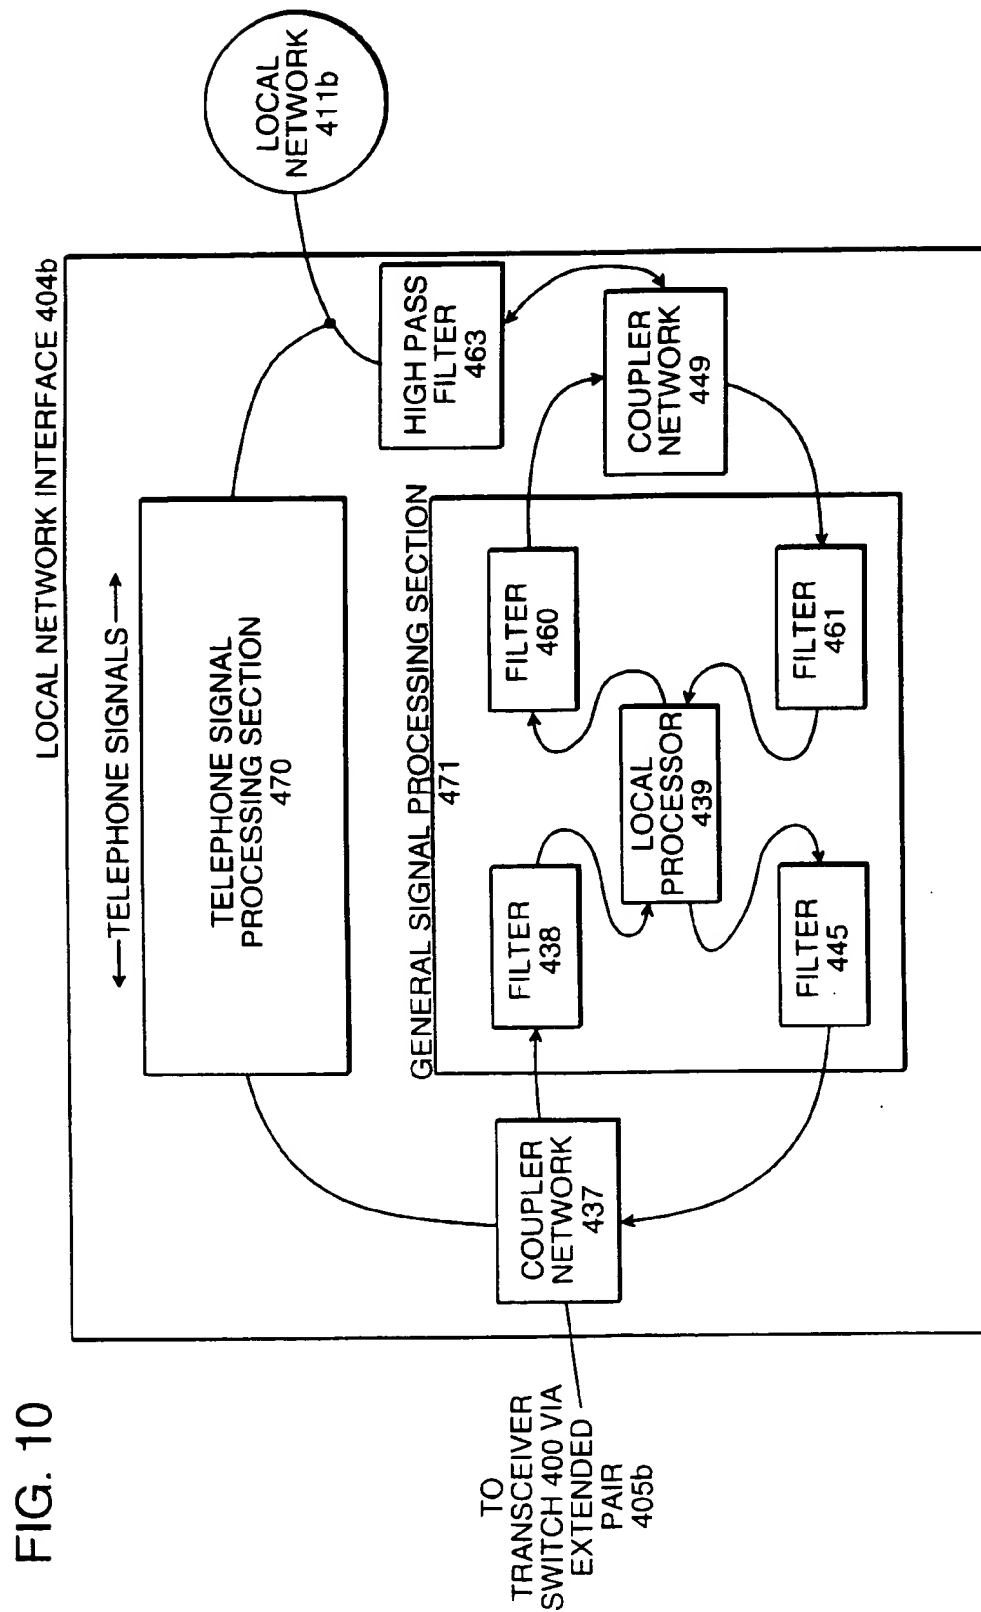 FIG. 10
LOCAL NETWORK INTERFACE 404b
←TELEPHONE SIGNALS→
TELEPHONE SIGNAL
PROCESSING SECTION
470
LOCAL
NETWORK
411b
HIGH PASS
FILTER
463
GENERAL SIGNAL PROCESSING SECTION
471
FILTER
438
FILTER
460
LOCAL
PROCESSOR
439
FILTER
445
FILTER
461
COUPLER
NETWORK
449
COUPLER
NETWORK
437
TO
TRANSCEIVER
SWITCH 400 VIA
EXTENDED
PAIR
405b